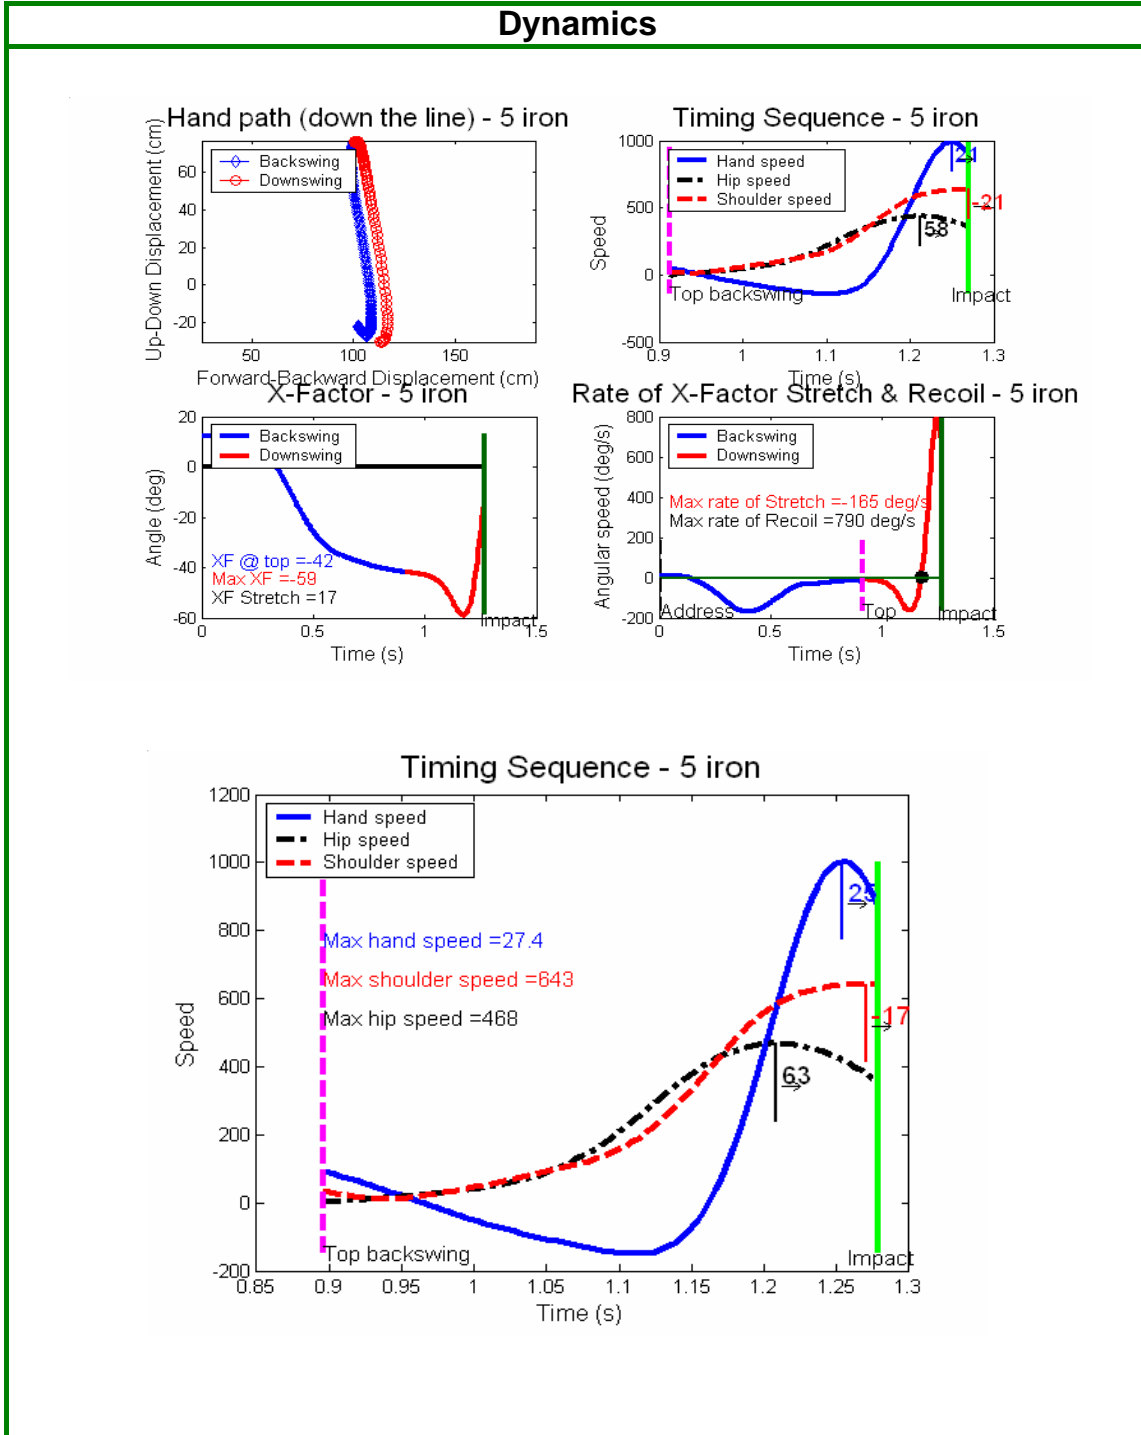 Dynamics
Hand path (down the line) - 5 iron
Up-Down Displacement (cm)
60
40
20
0
-20
Backswing
Downswing
50
100
150
Forward-Backward Displacement (cm)
Timing Sequence - 5 iron
Speed
1000
500
0
-500
Hand speed
Hip speed
Shoulder speed
21
-21
58
Top backswing
Impact
0.9
1
1.1
1.2
1.3
Time (s)
X-Factor - 5 iron
Angle (deg)
20
0
-20
-40
-60
Backswing
Downswing
XF @ top =-42
Max XF =-59
XF Stretch =17
Impact
0
0.5
1
1.5
Time (s)
Rate of X-Factor Stretch & Recoil - 5 iron
Angular speed (deg/s)
800
600
400
200
0
-200
Backswing
Downswing
Max rate of Stretch =-165 deg/s
Max rate of Recoil =790 deg/s
Address
Top
Impact
0
0.5
1
1.5
Time (s)
Timing Sequence - 5 iron
Speed
1200
1000
800
600
400
200
0
-200
Hand speed
Hip speed
Shoulder speed
25
Max hand speed =27.4
Max shoulder speed =643
Max hip speed =468
-17
63
Top backswing
Impact
0.85
0.9
0.95
1
1.05
1.1
1.15
1.2
1.25
1.3
Time (s)